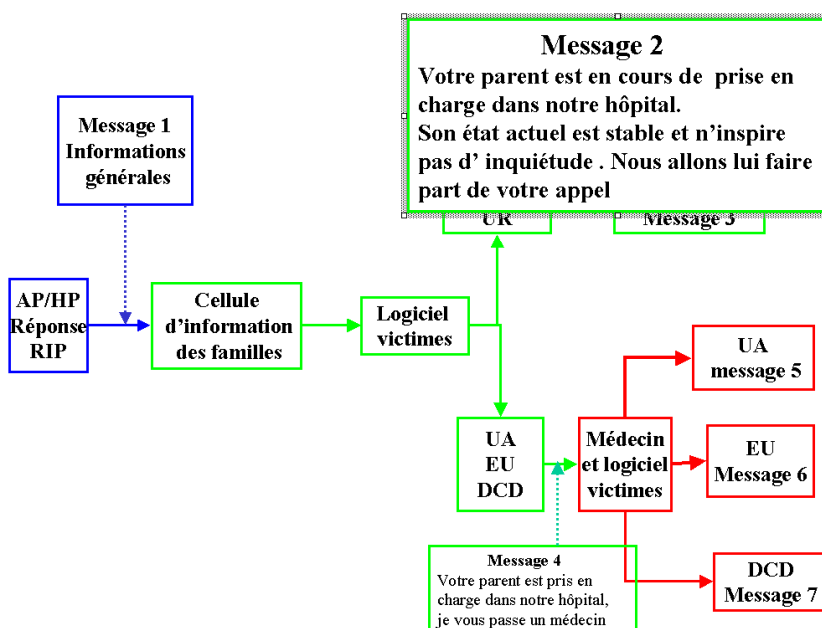 Message 2
Votre parent est en cours de prise en
charge dans notre hôpital.
Son état actuel est stable et n'inspire
pas d' inquiétude . Nous allons lui faire
part de votre appel
Message 1
Informations
générales
UR
Message 3
AP/HP
Réponse
RIP
Cellule
d'information
des familles
Logiciel
victimes
UA
message 5
UA
EU
DCD
Médecin
et logiciel
victimes
EU
Message 6
Message 4
Votre parent est pris en
charge dans notre hôpital,
je vous passe un médecin
DCD
Message 7